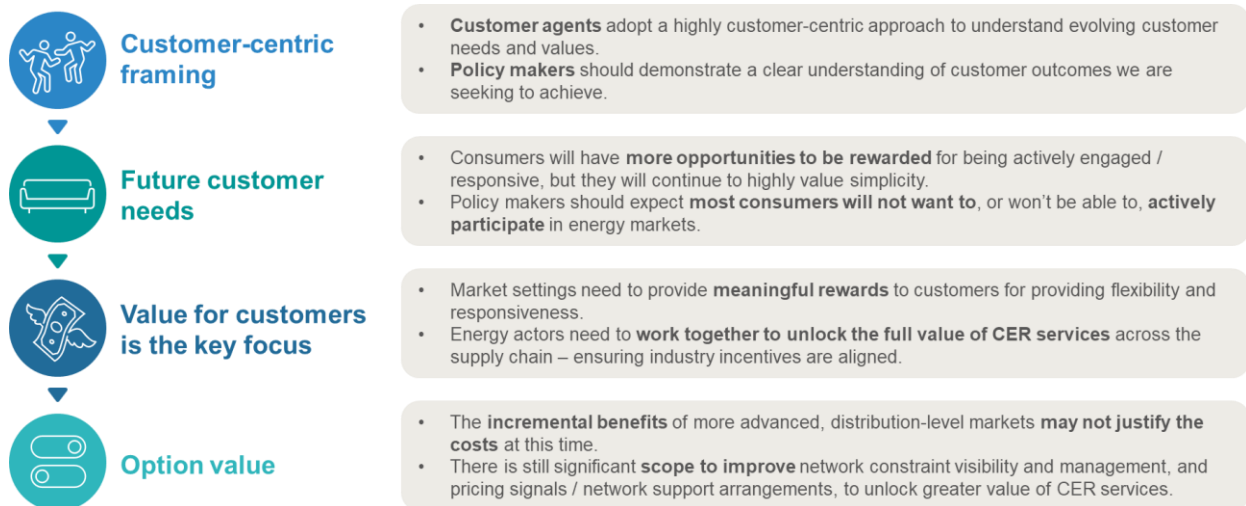 Customer-centric
framing
• Customer agents adopt a highly customer-centric approach to understand evolving customer
needs and values.
• Policy makers should demonstrate a clear understanding of customer outcomes we are
seeking to achieve.
Future customer
needs
• Consumers will have more opportunities to be rewarded for being actively engaged /
responsive, but they will continue to highly value simplicity.
• Policy makers should expect most consumers will not want to, or won’t be able to, actively
participate in energy markets.
Value for customers
is the key focus
• Market settings need to provide meaningful rewards to customers for providing flexibility and
responsiveness.
• Energy actors need to work together to unlock the full value of CER services across the
supply chain – ensuring industry incentives are aligned.
Option value
• The incremental benefits of more advanced, distribution-level markets may not justify the
costs at this time.
• There is still significant scope to improve network constraint visibility and management, and
pricing signals / network support arrangements, to unlock greater value of CER services.